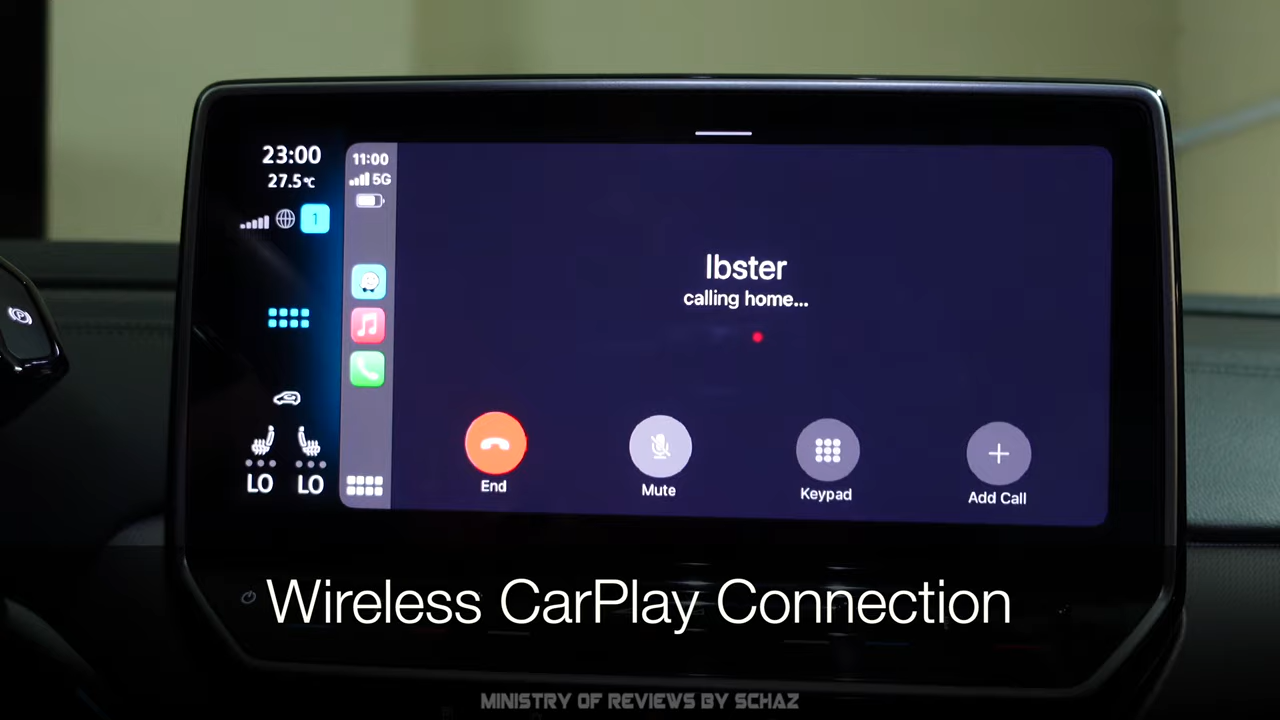 23:00
27.5°C
1
11:00
5G
lbster
calling home...
LO LO
End
Mute
Keypad
Add Call
P
Wireless CarPlay Connection
MINISTRY OF REVIEWS BY SCHAZ